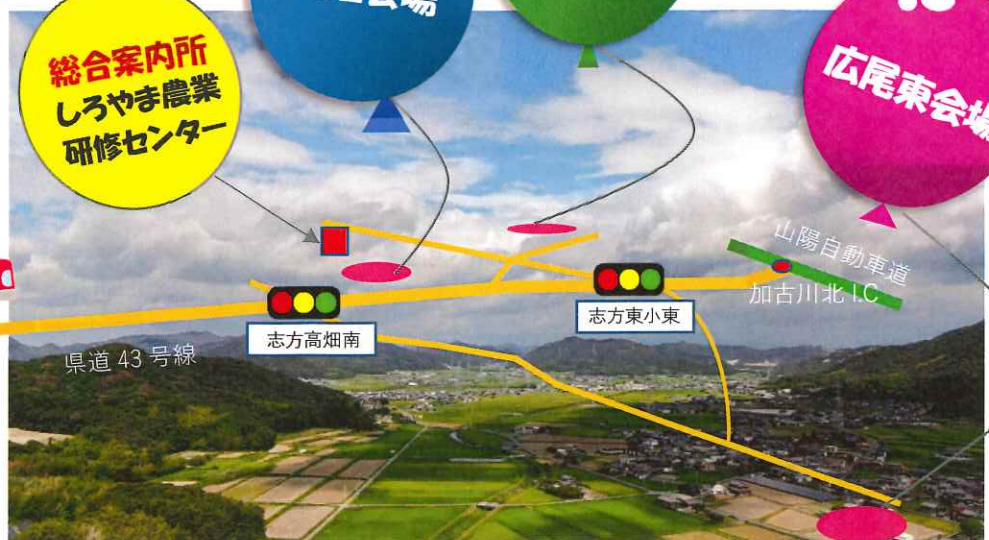 総合案内所
しろやま農業
研修センター
会場
広尾東会場
山陽自動車道
加古川北 I.C
志方東小東
志方高畑南
県道 43 号線